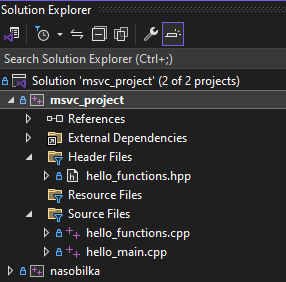 Solution Explorer
Search Solution Explorer (Ctrl+;)
Solution 'msvc_project' (2 of 2 projects)
msvc_project
References
External Dependencies
Header Files
hello_functions.hpp
Resource Files
Source Files
hello_functions.cpp
hello_main.cpp
nasobilka